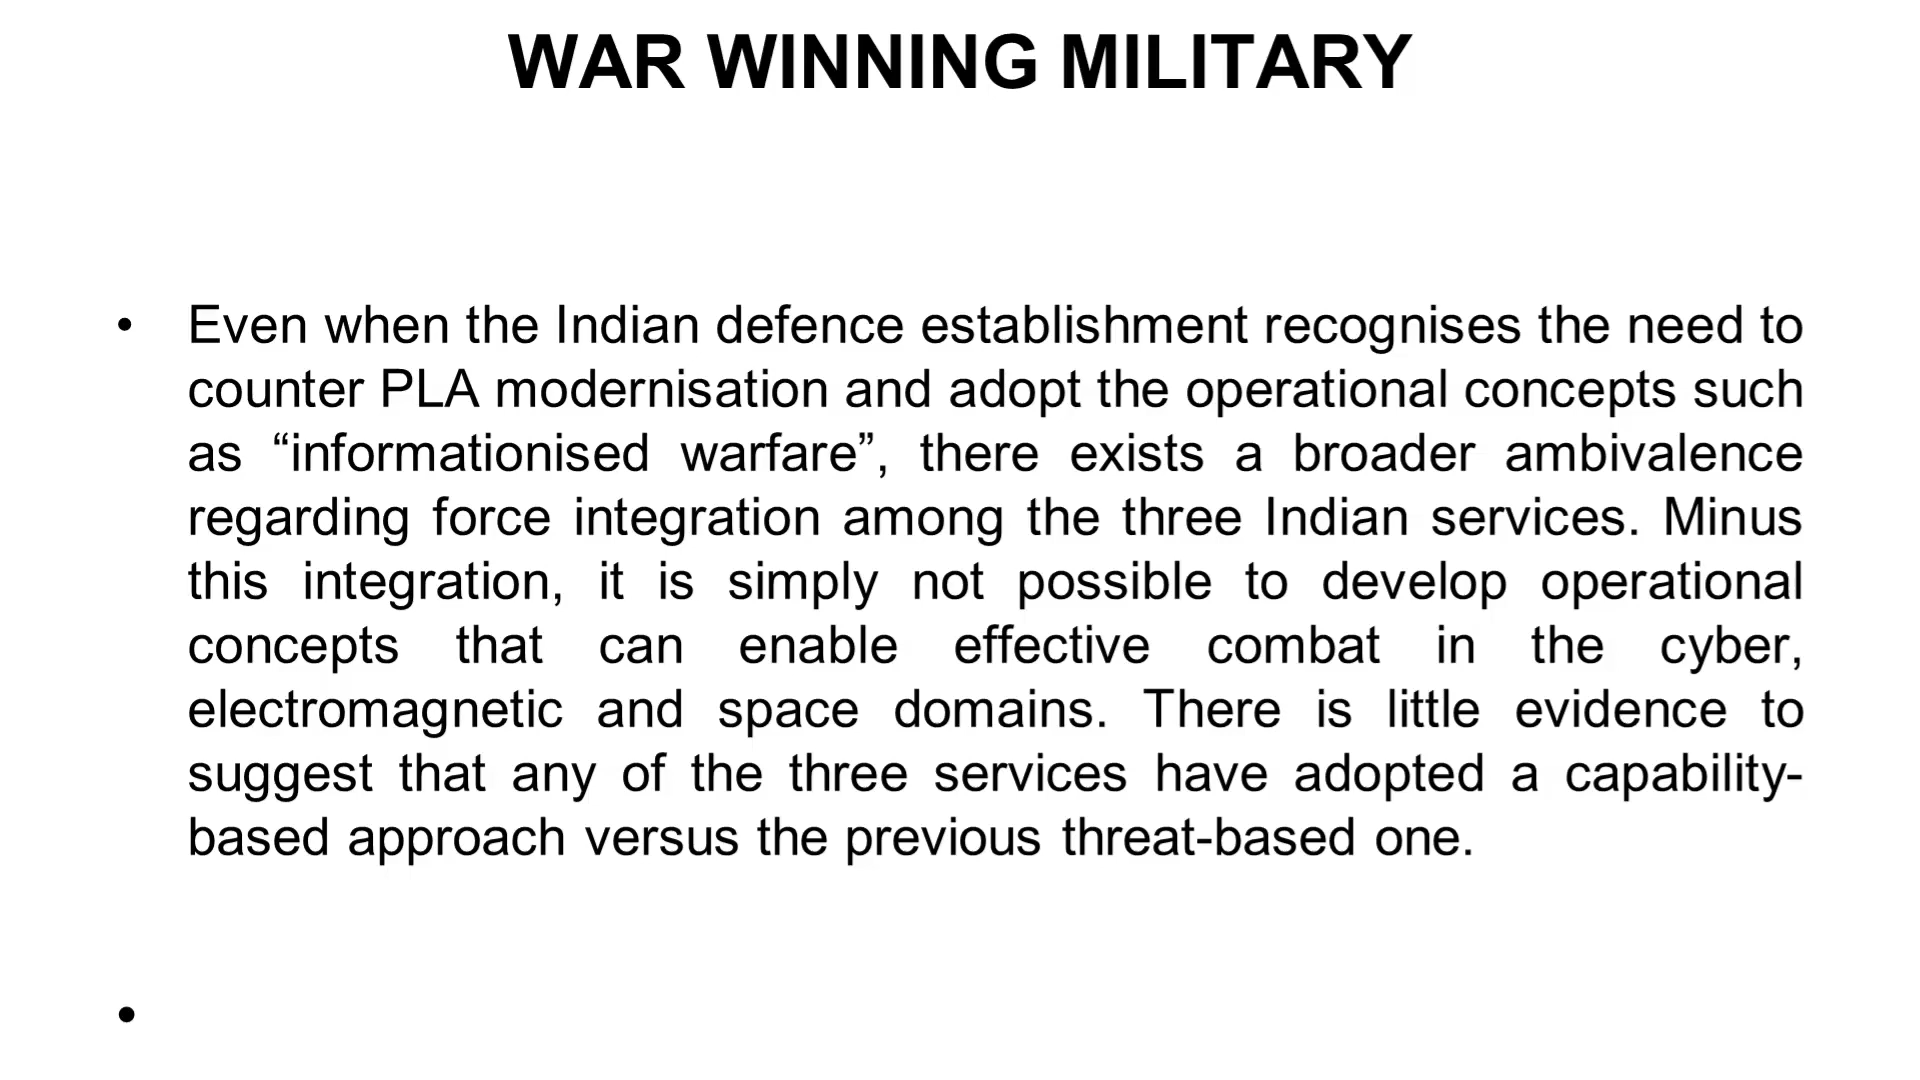 WAR WINNING MILITARY
• Even when the Indian defence establishment recognises the need to
counter PLA modernisation and adopt the operational concepts such
as “informationised warfare”, there exists a broader ambivalence
regarding force integration among the three Indian services. Minus
this integration, it is simply not possible to develop operational
concepts that can enable effective combat in the cyber,
electromagnetic and space domains. There is little evidence to
suggest that any of the three services have adopted a capability-
based approach versus the previous threat-based one.
•